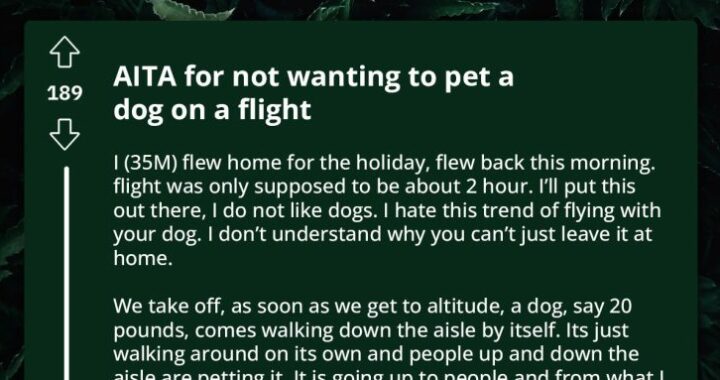 189
AITA for not wanting to pet a
dog on a flight
I (35M) flew home for the holiday, flew back this morning.
flight was only supposed to be about 2 hour. I’ll put this
out there, I do not like dogs. I hate this trend of flying with
your dog. I don’t understand why you can’t just leave it at
home.
We take off, as soon as we get to altitude, a dog, say 20
pounds, comes walking down the aisle by itself. Its just
walking around on its own and people up and down the
aisle are petting it. It is going up to people and from what I